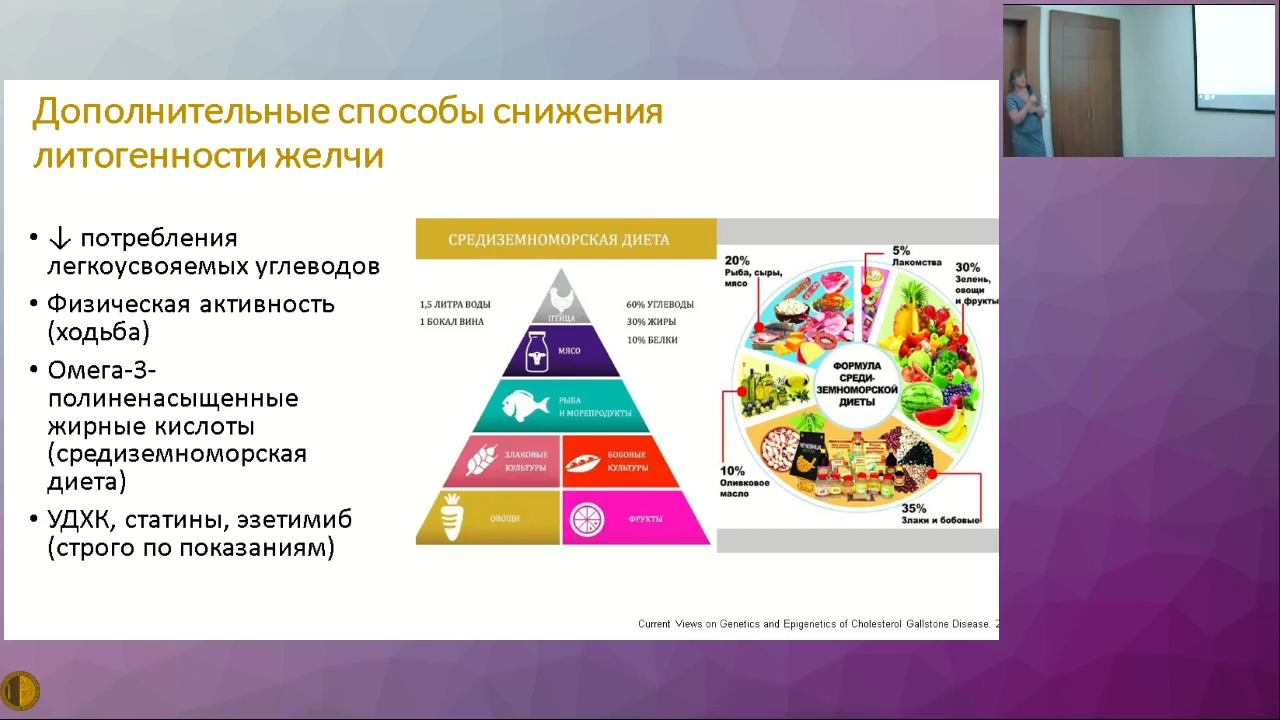 Дополнительные способы снижения
литогенности желчи
• ↓ потребления
легкоусвояемых углеводов
• Физическая активность
(ходьба)
• Омега-3-
полиненасыщенные
жирные кислоты
(средиземноморская
диета)
• УДХК, статины, эзетимиб
(строго по показаниям)
СРЕДИЗЕМНОМОРСКАЯ ДИЕТА
1,5 ЛИТРА ВОДЫ
1 БОКАЛ ВИНА
60% УГЛЕВОДЫ
30% ЖИРЫ
10% БЕЛКИ
ПТИЦА
МЯСО
РЫБА
И МОРЕПРОДУКТЫ
ЗЛАКОВЫЕ
КУЛЬТУРЫ
БОБОВЫЕ
КУЛЬТУРЫ
ОВОЩИ
ФРУКТЫ
20%
Рыба, сыры,
мясо
5%
Лакомства
30%
Зелень,
овощи
и фрукты
ФОРМУЛА
СРЕДИ-
ЗЕМНОМОРСКОЙ
ДИЕТЫ
10%
Оливковое
масло
35%
Злаки и бобовые
Current Views on Genetics and Epigenetics of Cholesterol Gallstone Disease. 2